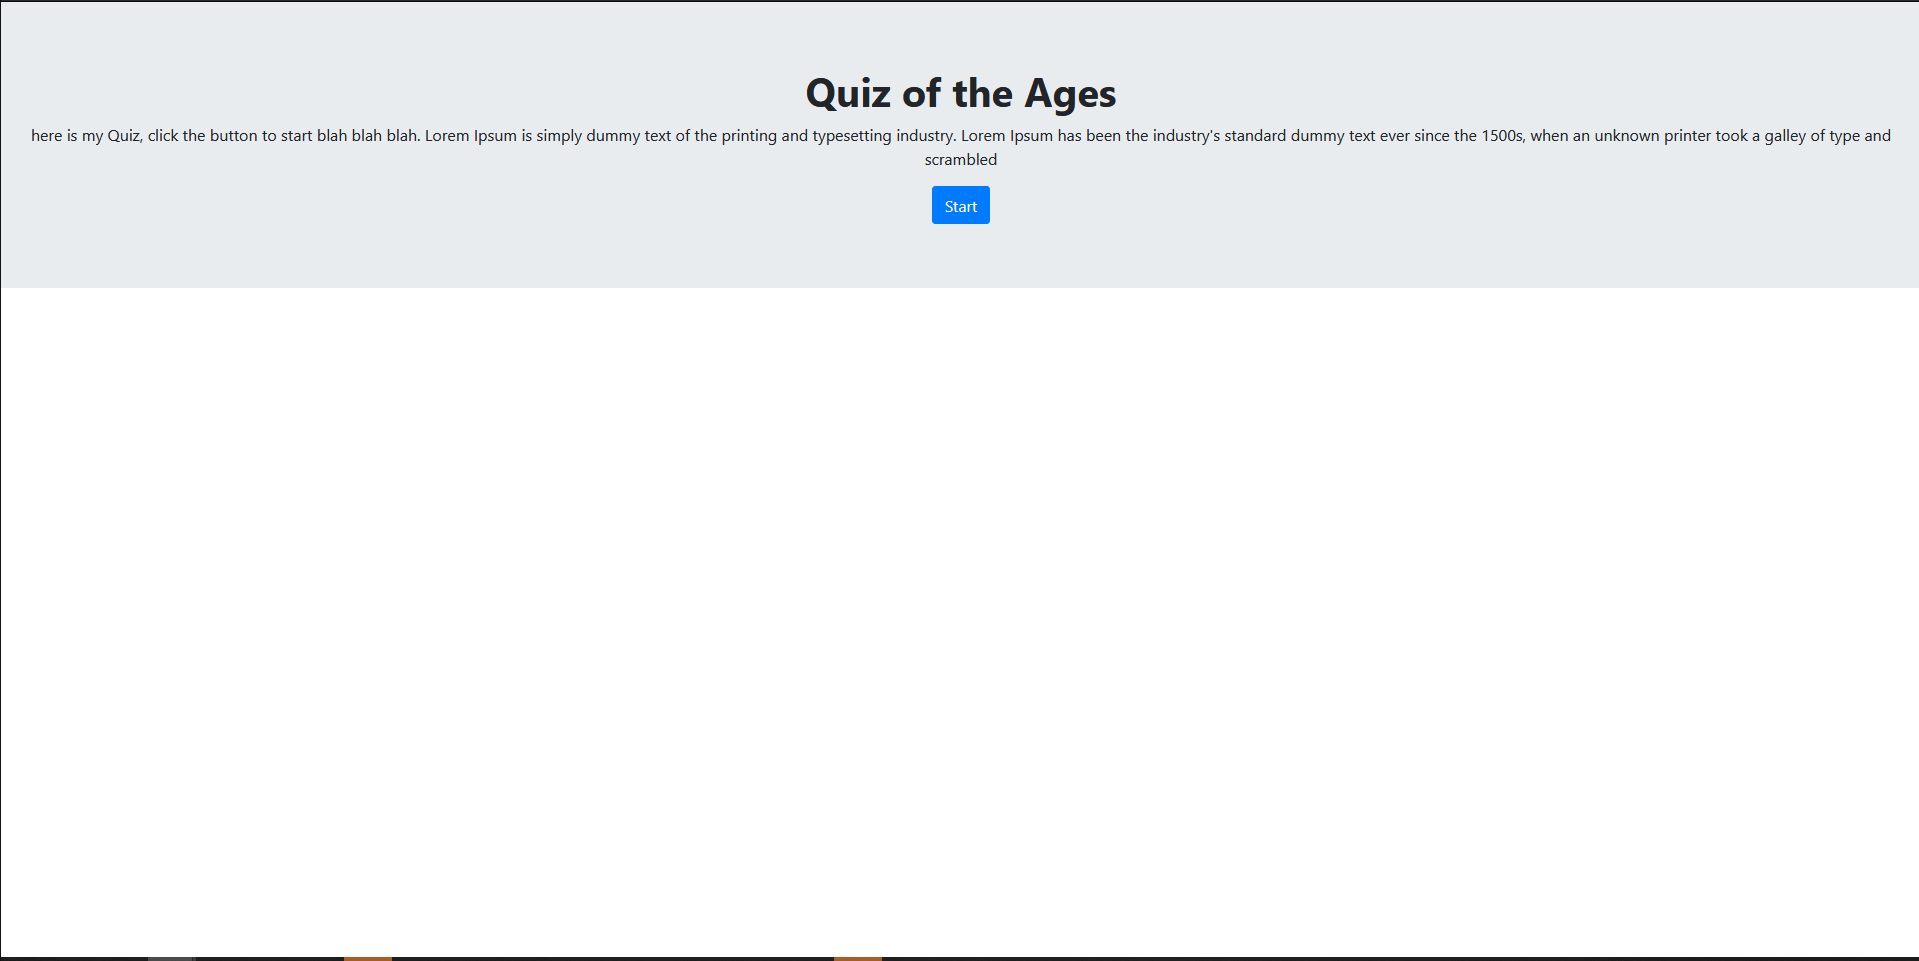 Quiz of the Ages
here is my Quiz, click the button to start blah blah blah. Lorem Ipsum is simply dummy text of the printing and typesetting industry. Lorem Ipsum has been the industry's standard dummy text ever since the 1500s, when an unknown printer took a galley of type and
scrambled
Start